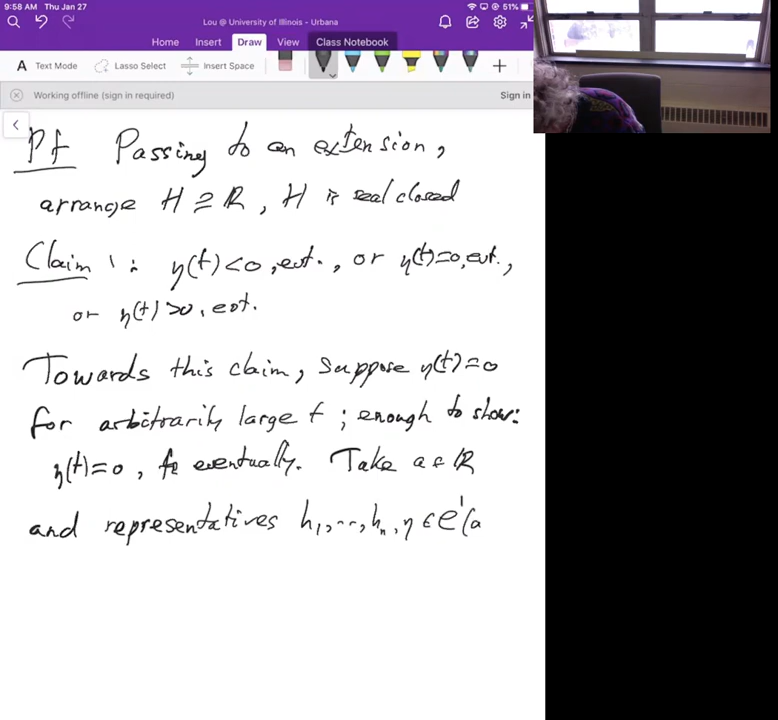 9:58 AM Thu Jan 27
51%
Lou @ University of Illinois - Urbana
Home Insert Draw View Class Notebook
A Text Mode Lasso Select Insert Space
Working offline (sign in required) Sign in
Pf Passing to an extension,
arrange H ⊇ ℝ, H is real closed
Claim 1: η(t)<0, evt., or η(t)=0, evt.,
or η(t)>0, evt.
Towards this claim, suppose η(t)=0
for arbitrarily large t; enough to show:
η(t)=0, eventually. Take a ∈ ℝ
and representatives h₁,...,hₙ, η ∈ C¹(a